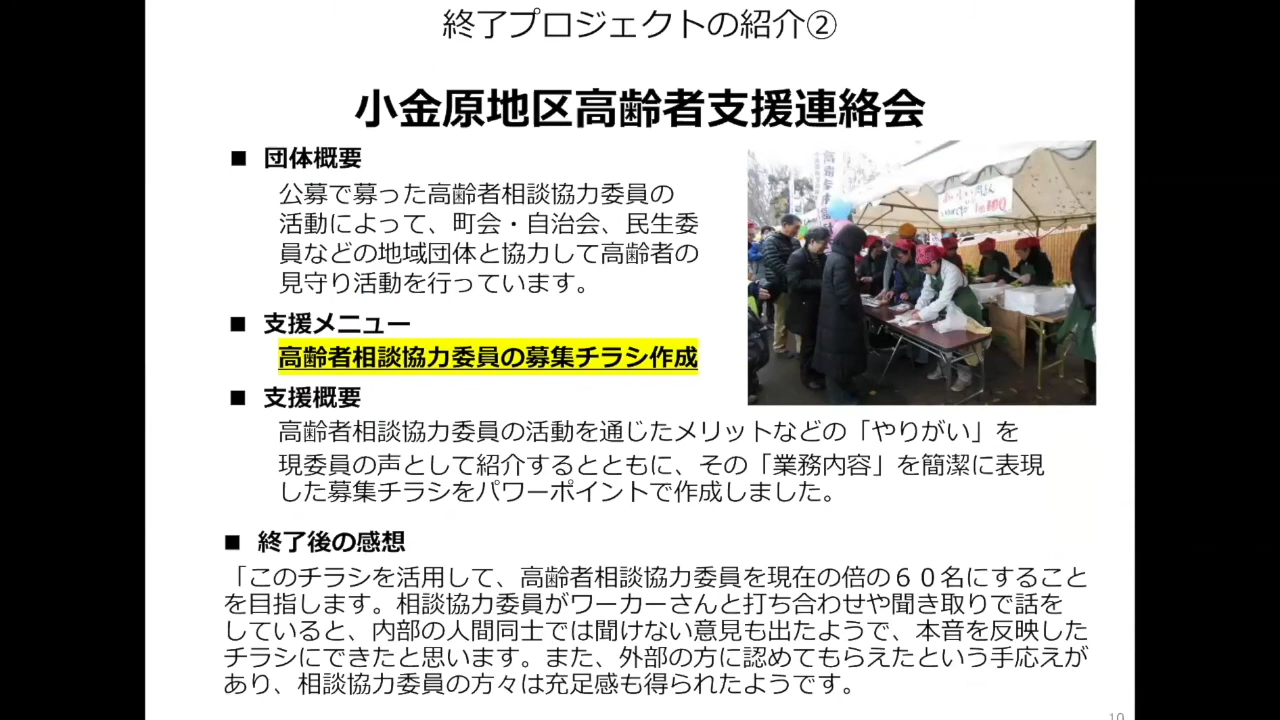 終了プロジェクトの紹介②
小金原地区高齢者支援連絡会
■ 団体概要
公募で募った高齢者相談協力委員の
活動によって、町会・自治会、民生委
員などの地域団体と協力して高齢者の
見守り活動を行っています。
■ 支援メニュー
高齢者相談協力委員の募集チラシ作成
■ 支援概要
高齢者相談協力委員の活動を通じたメリットなどの「やりがい」を
現委員の声として紹介するとともに、その「業務内容」を簡潔に表現
した募集チラシをパワーポイントで作成しました。
■ 終了後の感想
「このチラシを活用して、高齢者相談協力委員を現在の倍の６０名にすること
を目指します。相談協力委員がワーカーさんと打ち合わせや聞き取りで話を
していると、内部の人間同士では聞けない意見も出たようで、本音を反映した
チラシにできたと思います。また、外部の方に認めてもらえたという手応えが
あり、相談協力委員の方々は充足感も得られたようです。
10